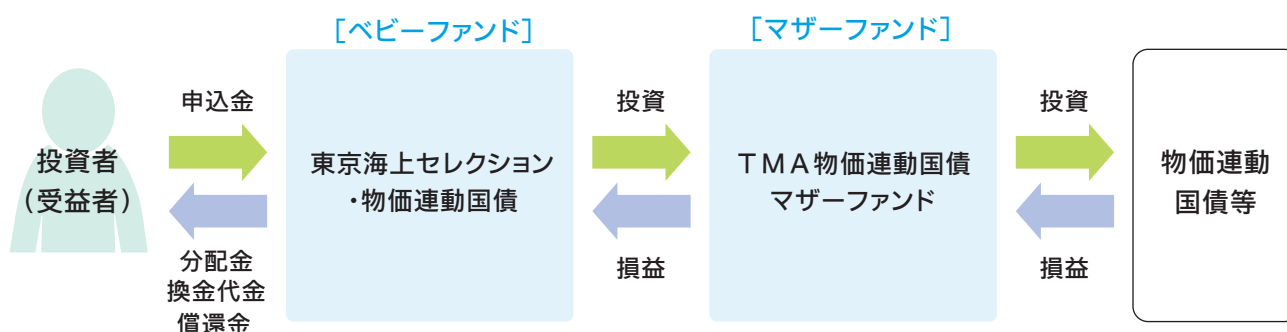 [ベビーファンド]
[マザーファンド]
投資者
(受益者)
申込金
分配金
換金代金
償還金
東京海上セレクション
・物価連動国債
投資
損益
TMA物価連動国債
マザーファンド
投資
損益
物価連動
国債等